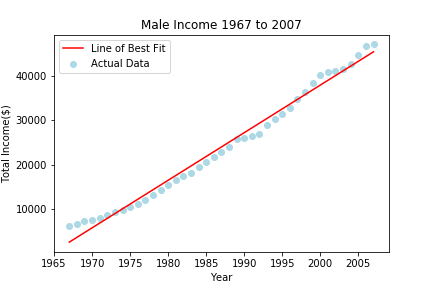 Male Income 1967 to 2007
Line of Best Fit
Actual Data
Total Income($)
40000
30000
20000
10000
1965 1970 1975 1980 1985 1990 1995 2000 2005
Year